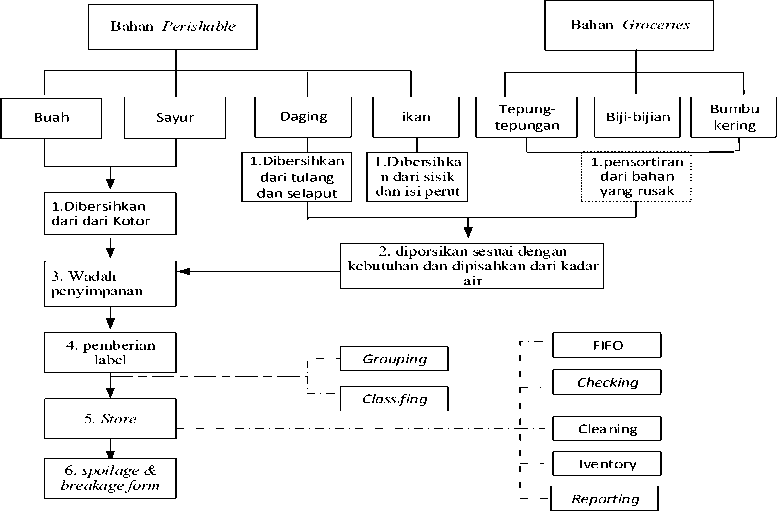 Bahan Perishable
Bahan Groceries
Buah
Sayur
Daging
ikan
Tepung-
tepungan
Biji-bijian
Bumbu
kering
1.Dibersihkan
dari tulang
dan selaput
1.Dibersihka
n dari sisik
dan isi perut
1.pensortiran
dari bahan
yang rusak
1.Dibersihkan
dari dari Kotor
2. diporsikan sesuai dengan
kebutuhan dan dipisahkan dari kadar
air
3. Wadah
penyimpanan
4. pemberian
label
Grouping
Classfing
FIFO
Checking
5. Store
Cleaning
Iventory
6. spoilage &
breakage form
Reporting